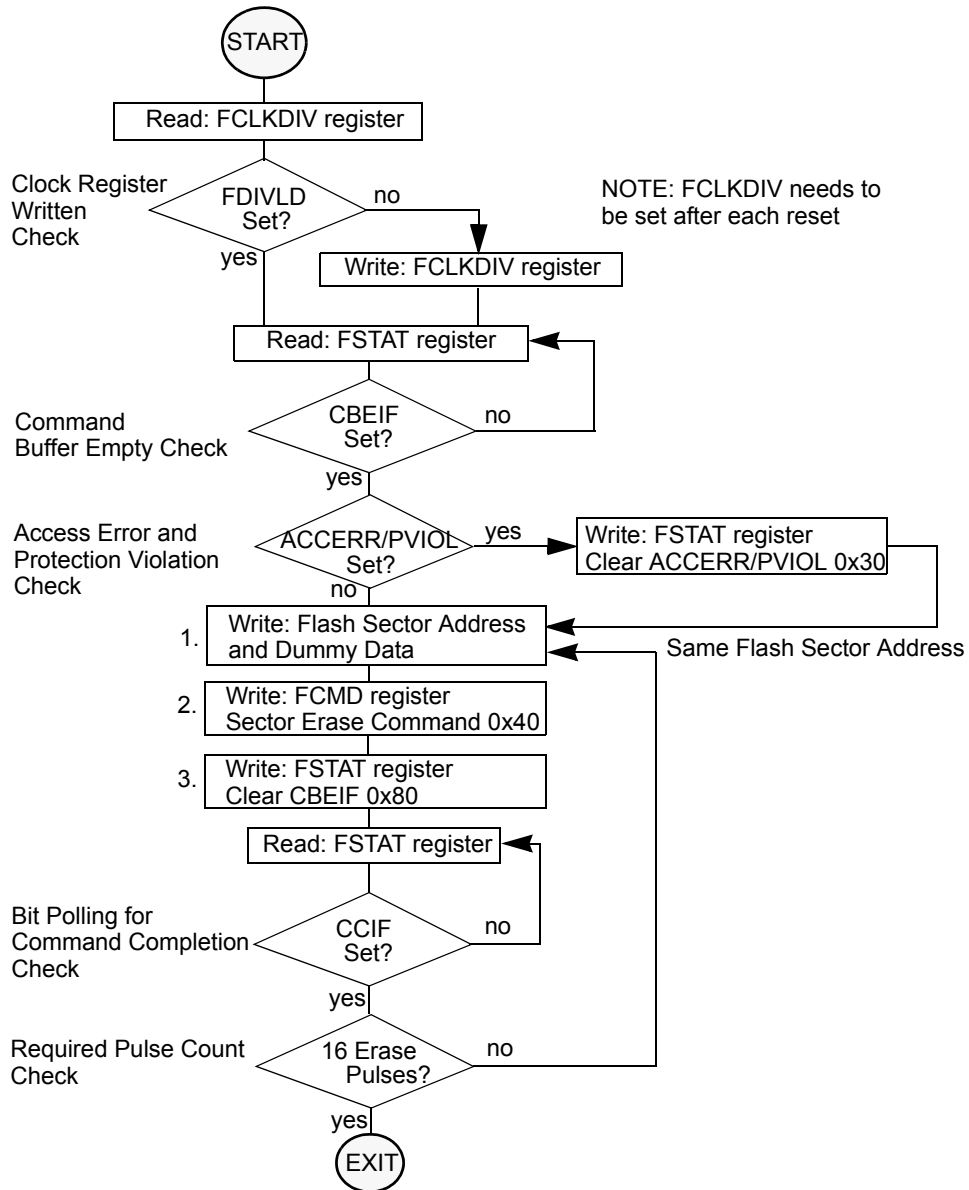 START
Read: FCLKDIV register
Clock Register
Written
Check
FDIVLD
Set?
no
yes
NOTE: FCLKDIV needs to
be set after each reset
Write: FCLKDIV register
Read: FSTAT register
Command
Buffer Empty Check
CBEIF
Set?
no
yes
Access Error and
Protection Violation
Check
ACCERR/PVIOL
Set?
yes
no
Write: FSTAT register
Clear ACCERR/PVIOL 0x30
1.
Write: Flash Sector Address
and Dummy Data
Same Flash Sector Address
2.
Write: FCMD register
Sector Erase Command 0x40
3.
Write: FSTAT register
Clear CBEIF 0x80
Read: FSTAT register
Bit Polling for
Command Completion
Check
CCIF
Set?
no
yes
Required Pulse Count
Check
16 Erase
Pulses?
no
yes
EXIT